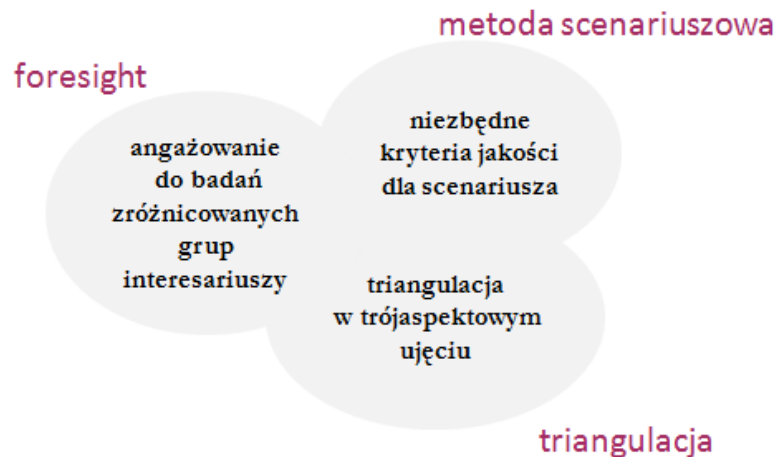 metoda scenariuszowa
foresight
niezbędne
kryteria jakości
dla scenariusza
angażowanie
do badań
zróżnicowanych
grup
interesariuszy
triangulacja
w trójaspektowym
ujęciu
triangulacja